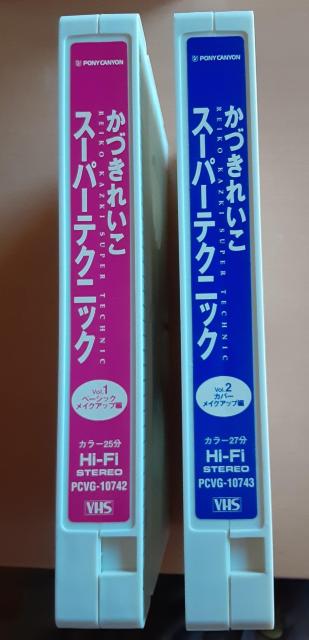 PONY CANYON
かづきれいこ
REIKO KAZKI SUPER TECHNIC
スーパーテクニック
Vol.1
ベーシック
メイクアップ編
カラー25分
Hi-Fi
STEREO
PCVG-10742
VHS
PONY CANYON
かづきれいこ
REIKO KAZKI SUPER TECHNIC
スーパーテクニック
Vol.2
カバー
メイクアップ編
カラー27分
Hi-Fi
STEREO
PCVG-10743
VHS